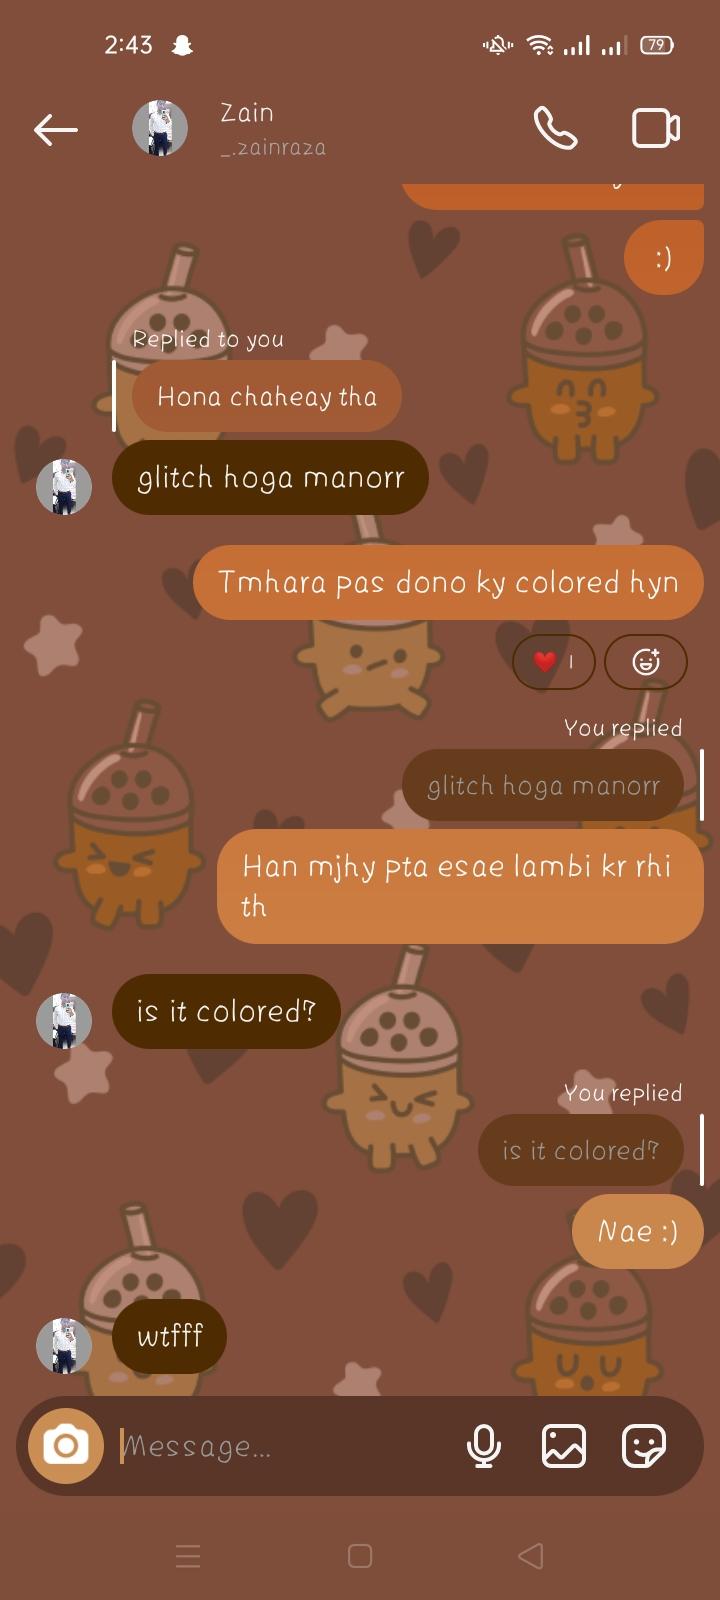 2:43
79
Zain
_.zainraza
:)
Replied to you
Hona chaheay tha
glitch hoga manorr
Tmhara pas dono ky colored hyn
1
You replied
glitch hoga manorr
Han mjhy pta esae lambi kr rhi
th
is it colored?
You replied
is it colored?
Nae :)
wtfff
Message...